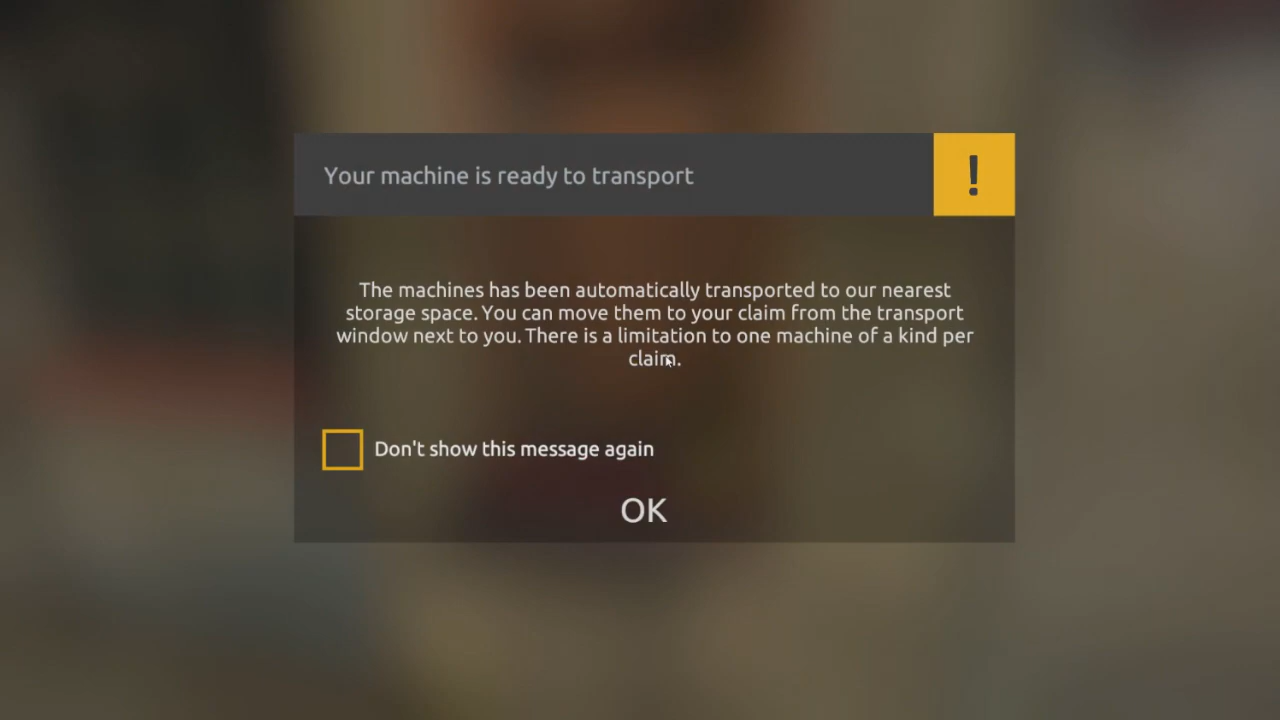 Your machine is ready to transport
!
The machines has been automatically transported to our nearest
storage space. You can move them to your claim from the transport
window next to you. There is a limitation to one machine of a kind per
claim.
Don't show this message again
OK